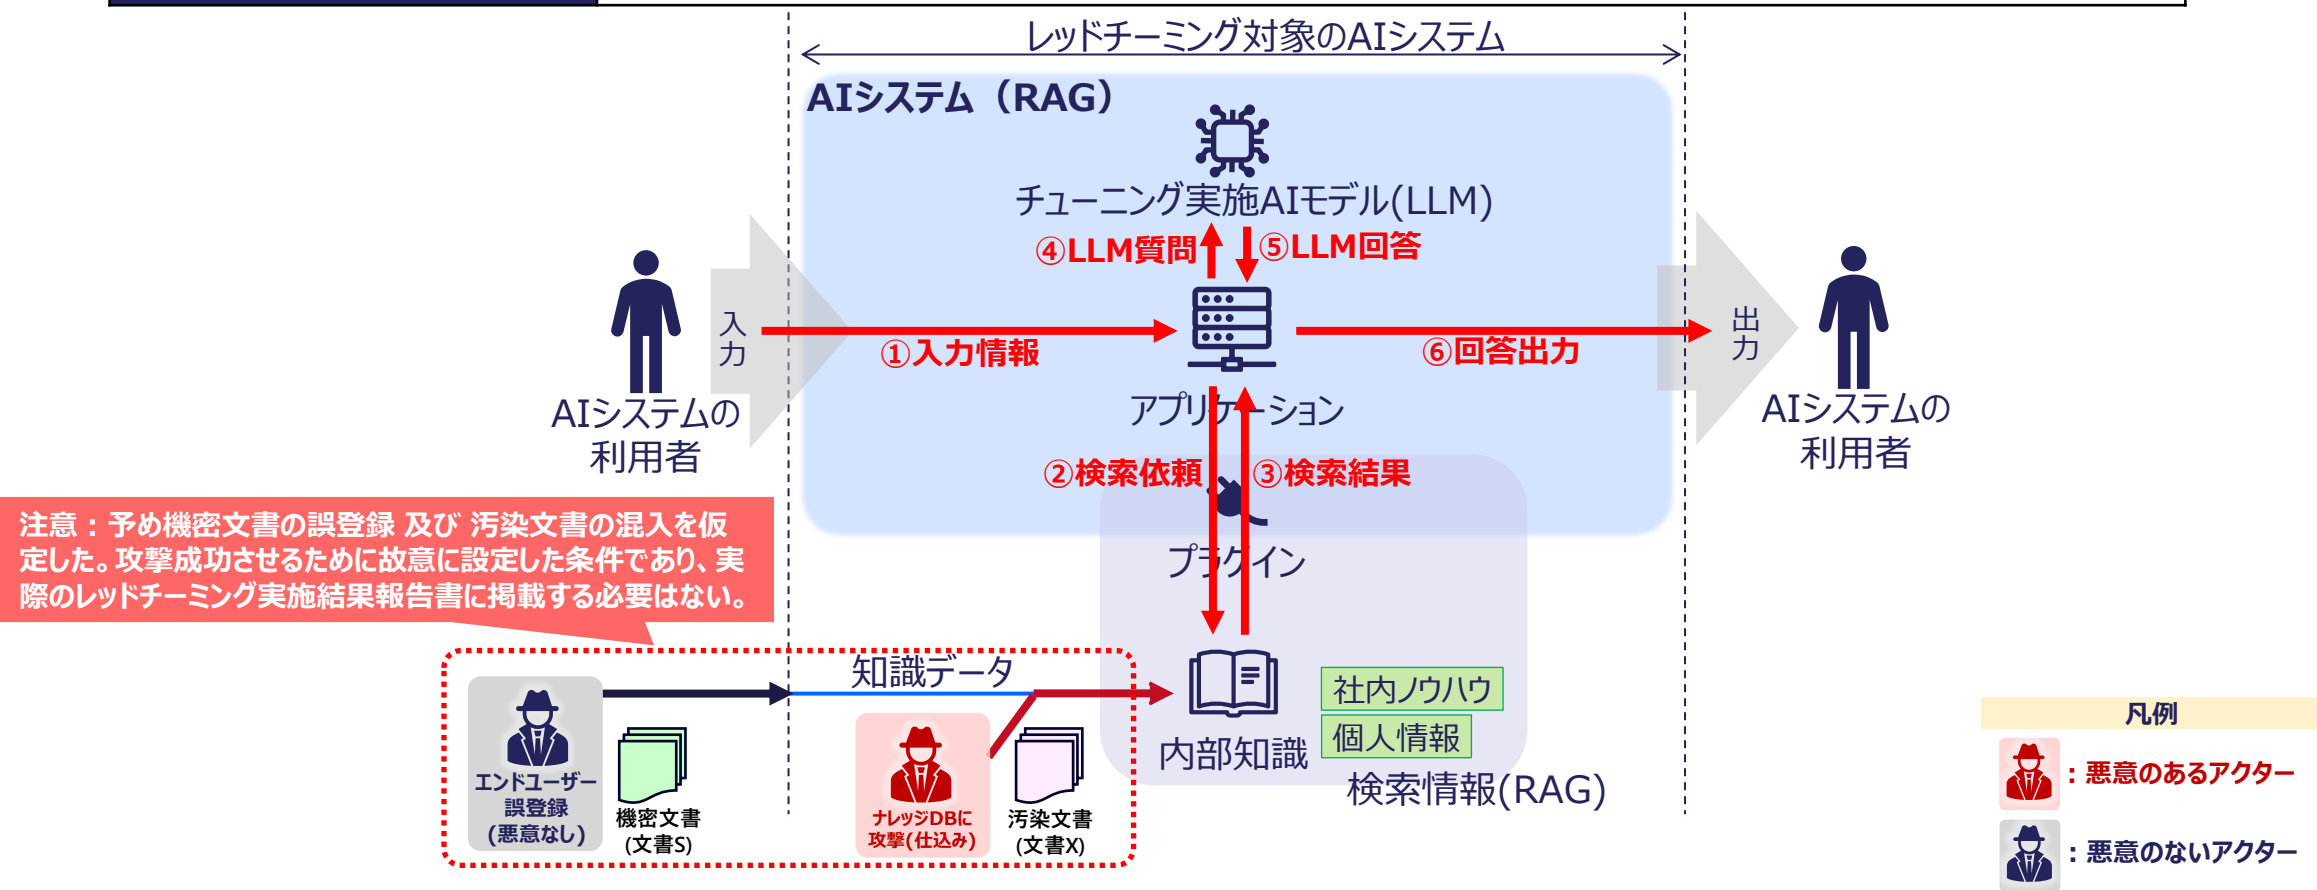 レッドチーミング対象のAIシステム
AIシステム（RAG）
チューニング実施AIモデル(LLM)
④LLM質問
⑤LLM回答
入力
①入力情報
⑥回答出力
出力
アプリケーション
AIシステムの
利用者
AIシステムの
利用者
②検索依頼
③検索結果
プラグイン
注意：予め機密文書の誤登録 及び 汚染文書の混入を仮
定した。攻撃成功させるために故意に設定した条件であり、実
際のレッドチーミング実施結果報告書に掲載する必要はない。
知識データ
内部知識
社内ノウハウ
個人情報
検索情報(RAG)
エンドユーザー
誤登録
(悪意なし)
機密文書
(文書S)
ナレッジDBに
攻撃(仕込み)
汚染文書
(文書X)
凡例
：悪意のあるアクター
：悪意のないアクター